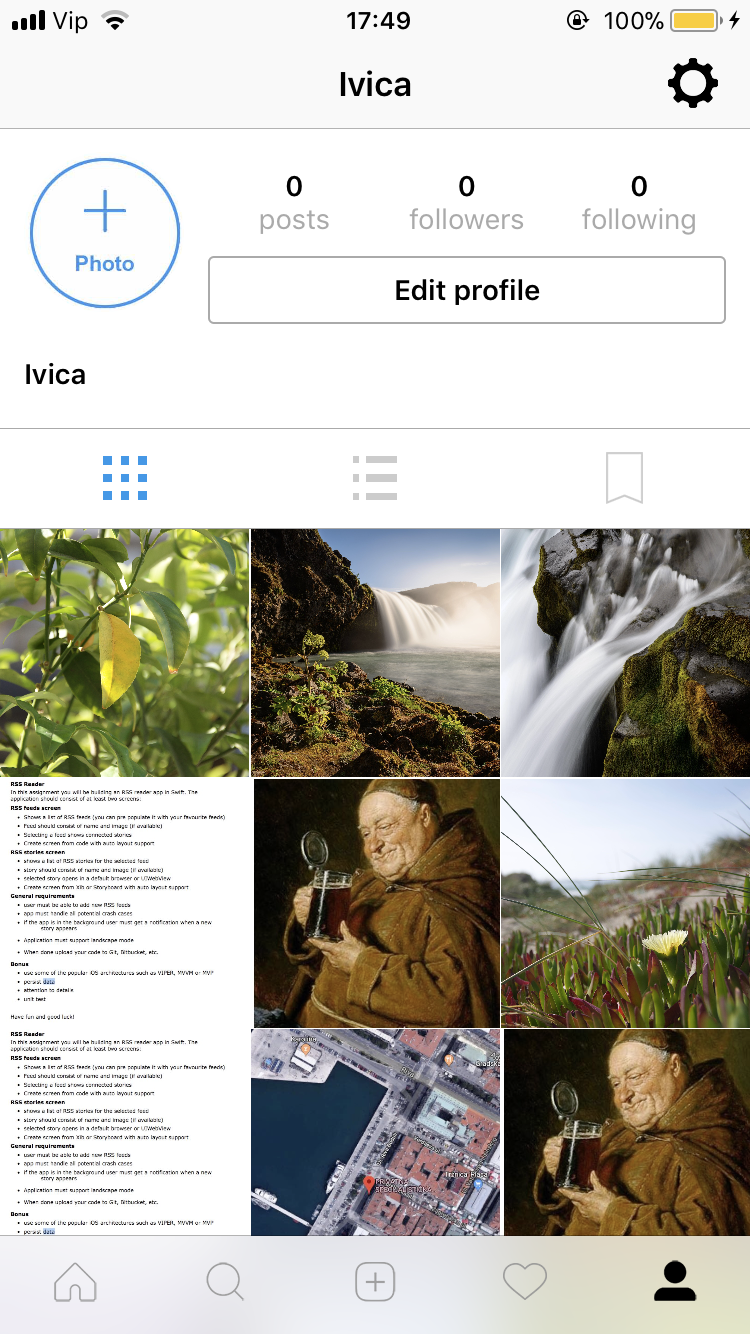 Vip 17:49 100%
Ivica
0 0 0
posts followers following
Photo
Edit profile
Ivica
RSS Reader
In this assignment you will be building an RSS reader app in Swift. The
application should consist of at least two screens:
RSS feeds screen
• Shows a list of RSS feeds (you can pre populate it with your favourite feeds)
• Feed should consist of name and image (if available)
• Selecting a feed shows connected stories
• Create screen from code with auto layout support
RSS stories screen
• shows a list of RSS stories for the selected feed
• story should consist of name and image (if available)
• selected story opens in a default browser or UIWebView
• Create screen from Xib or Storyboard with auto layout support
General requirements
• user must be able to add new RSS feeds
• app must handle all potential crash cases
• if the app is in the background user must get a notification when a new
story appears
• Application must support landscape mode
• When done upload your code to Git, Bitbucket, etc.
Bonus
• use some of the popular iOS architectures such as VIPER, MVVM or MVP
• persist data
• attention to details
• unit test
Have fun and good luck!
RSS Reader
In this assignment you will be building an RSS reader app in Swift. The
application should consist of at least two screens:
RSS feeds screen
• Shows a list of RSS feeds (you can pre populate it with your favourite feeds)
• Feed should consist of name and image (if available)
• Selecting a feed shows connected stories
• Create screen from code with auto layout support
RSS stories screen
• shows a list of RSS stories for the selected feed
• story should consist of name and image (if available)
• selected story opens in a default browser or UIWebView
• Create screen from Xib or Storyboard with auto layout support
General requirements
• user must be able to add new RSS feeds
• app must handle all potential crash cases
• if the app is in the background user must get a notification when a new
story appears
• Application must support landscape mode
• When done upload your code to Git, Bitbucket, etc.
Bonus
• use some of the popular iOS architectures such as VIPER, MVVM or MVP
• persist data
Karolina
Gradska
Tržnica Plasa
PRIVATNA
SPECIJALISTIČKA